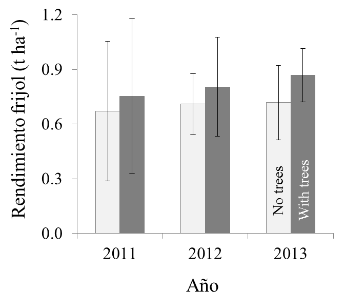 Rendimiento frijol (t ha-1)
1.2
0.9
0.6
0.3
0.0
No trees
With trees
2011 2012 2013
Año